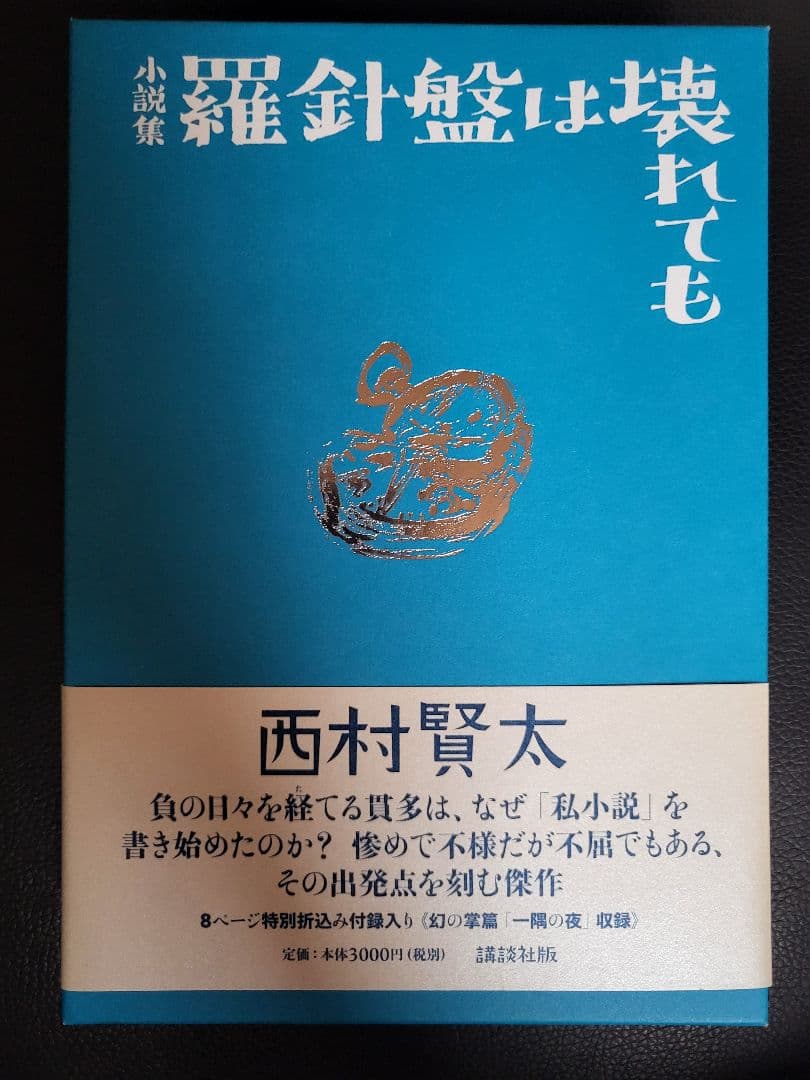 小説集
羅針盤は壊れても
西村賢太
負の日々を経てる貫多は、なぜ「私小説」を
書き始めたのか? 惨めで不様だが不屈でもある、
その出発点を刻む傑作
8ページ特別折込み付録入り《幻の掌篇「一隅の夜」収録》
定価:本体3000円(税別) 講談社版